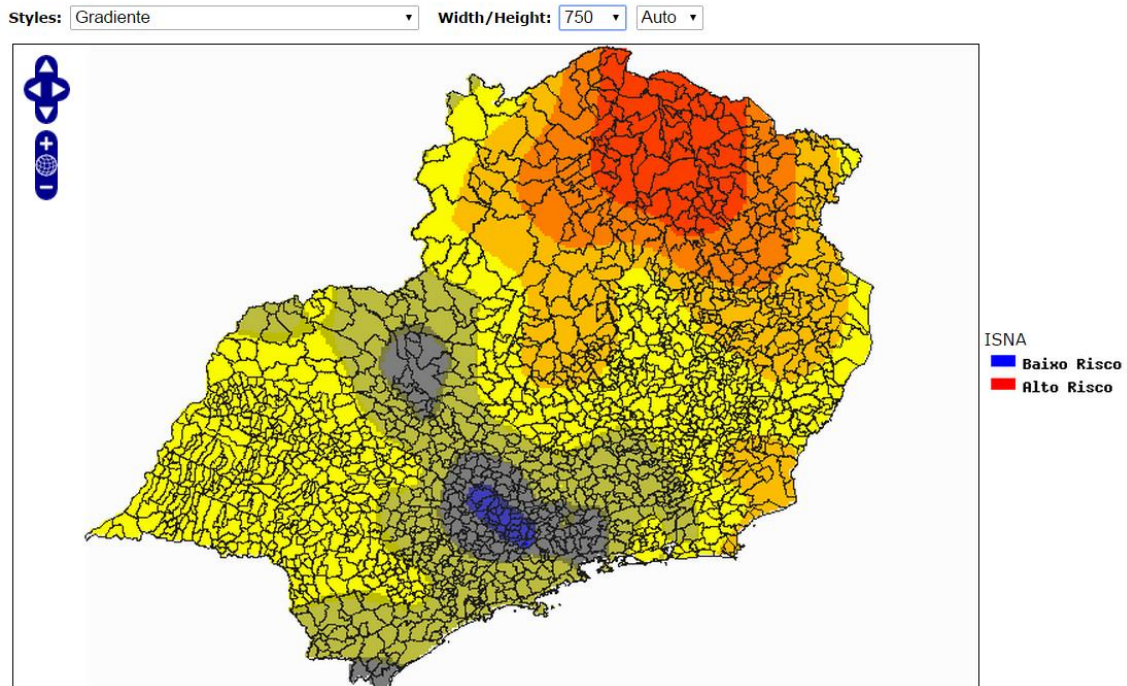 Styles: Gradiente Width/Height: 750 Auto
ISNA
Baixo Risco
Alto Risco